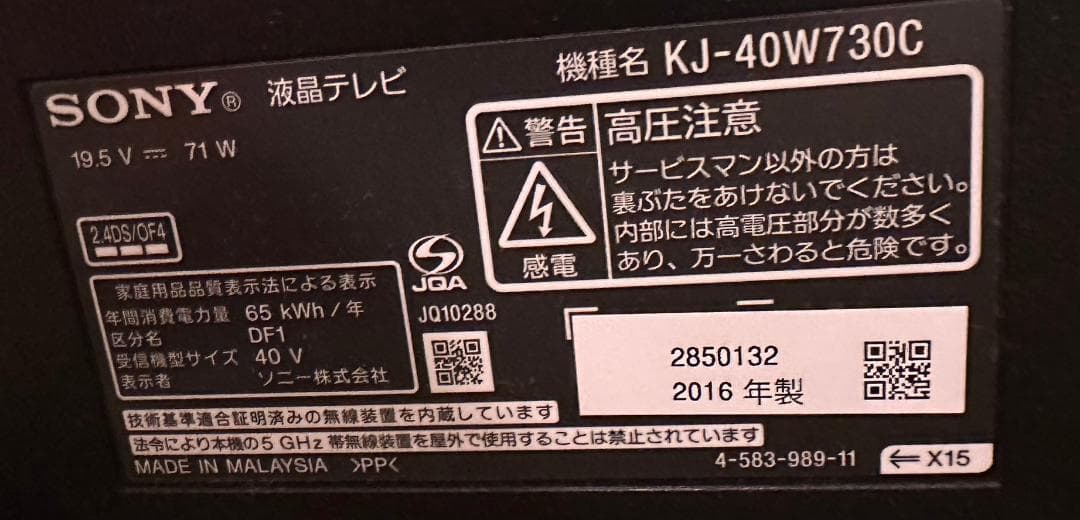 SONY® 液晶テレビ
機種名 KJ-40W730C
19.5 V ⎓ 71 W
2.4DS/OF4
家庭用品品質表示法による表示
年間消費電力量 65 kWh/年
区分名 DF1
受信機型サイズ 40 V
表示者 ソニー株式会社
JQA
JQ10288
警告 高圧注意
感電
サービスマン以外の方は
裏ぶたをあけないでください。
内部には高電圧部分が数多く
あり、万一さわると危険です。
2850132
2016 年製
技術基準適合証明済みの無線装置を内蔵しています
法令により本機の5 GHz 帯無線装置を屋外で使用することは禁止されています
MADE IN MALAYSIA >PP<
4-583-989-11
⇐ X15